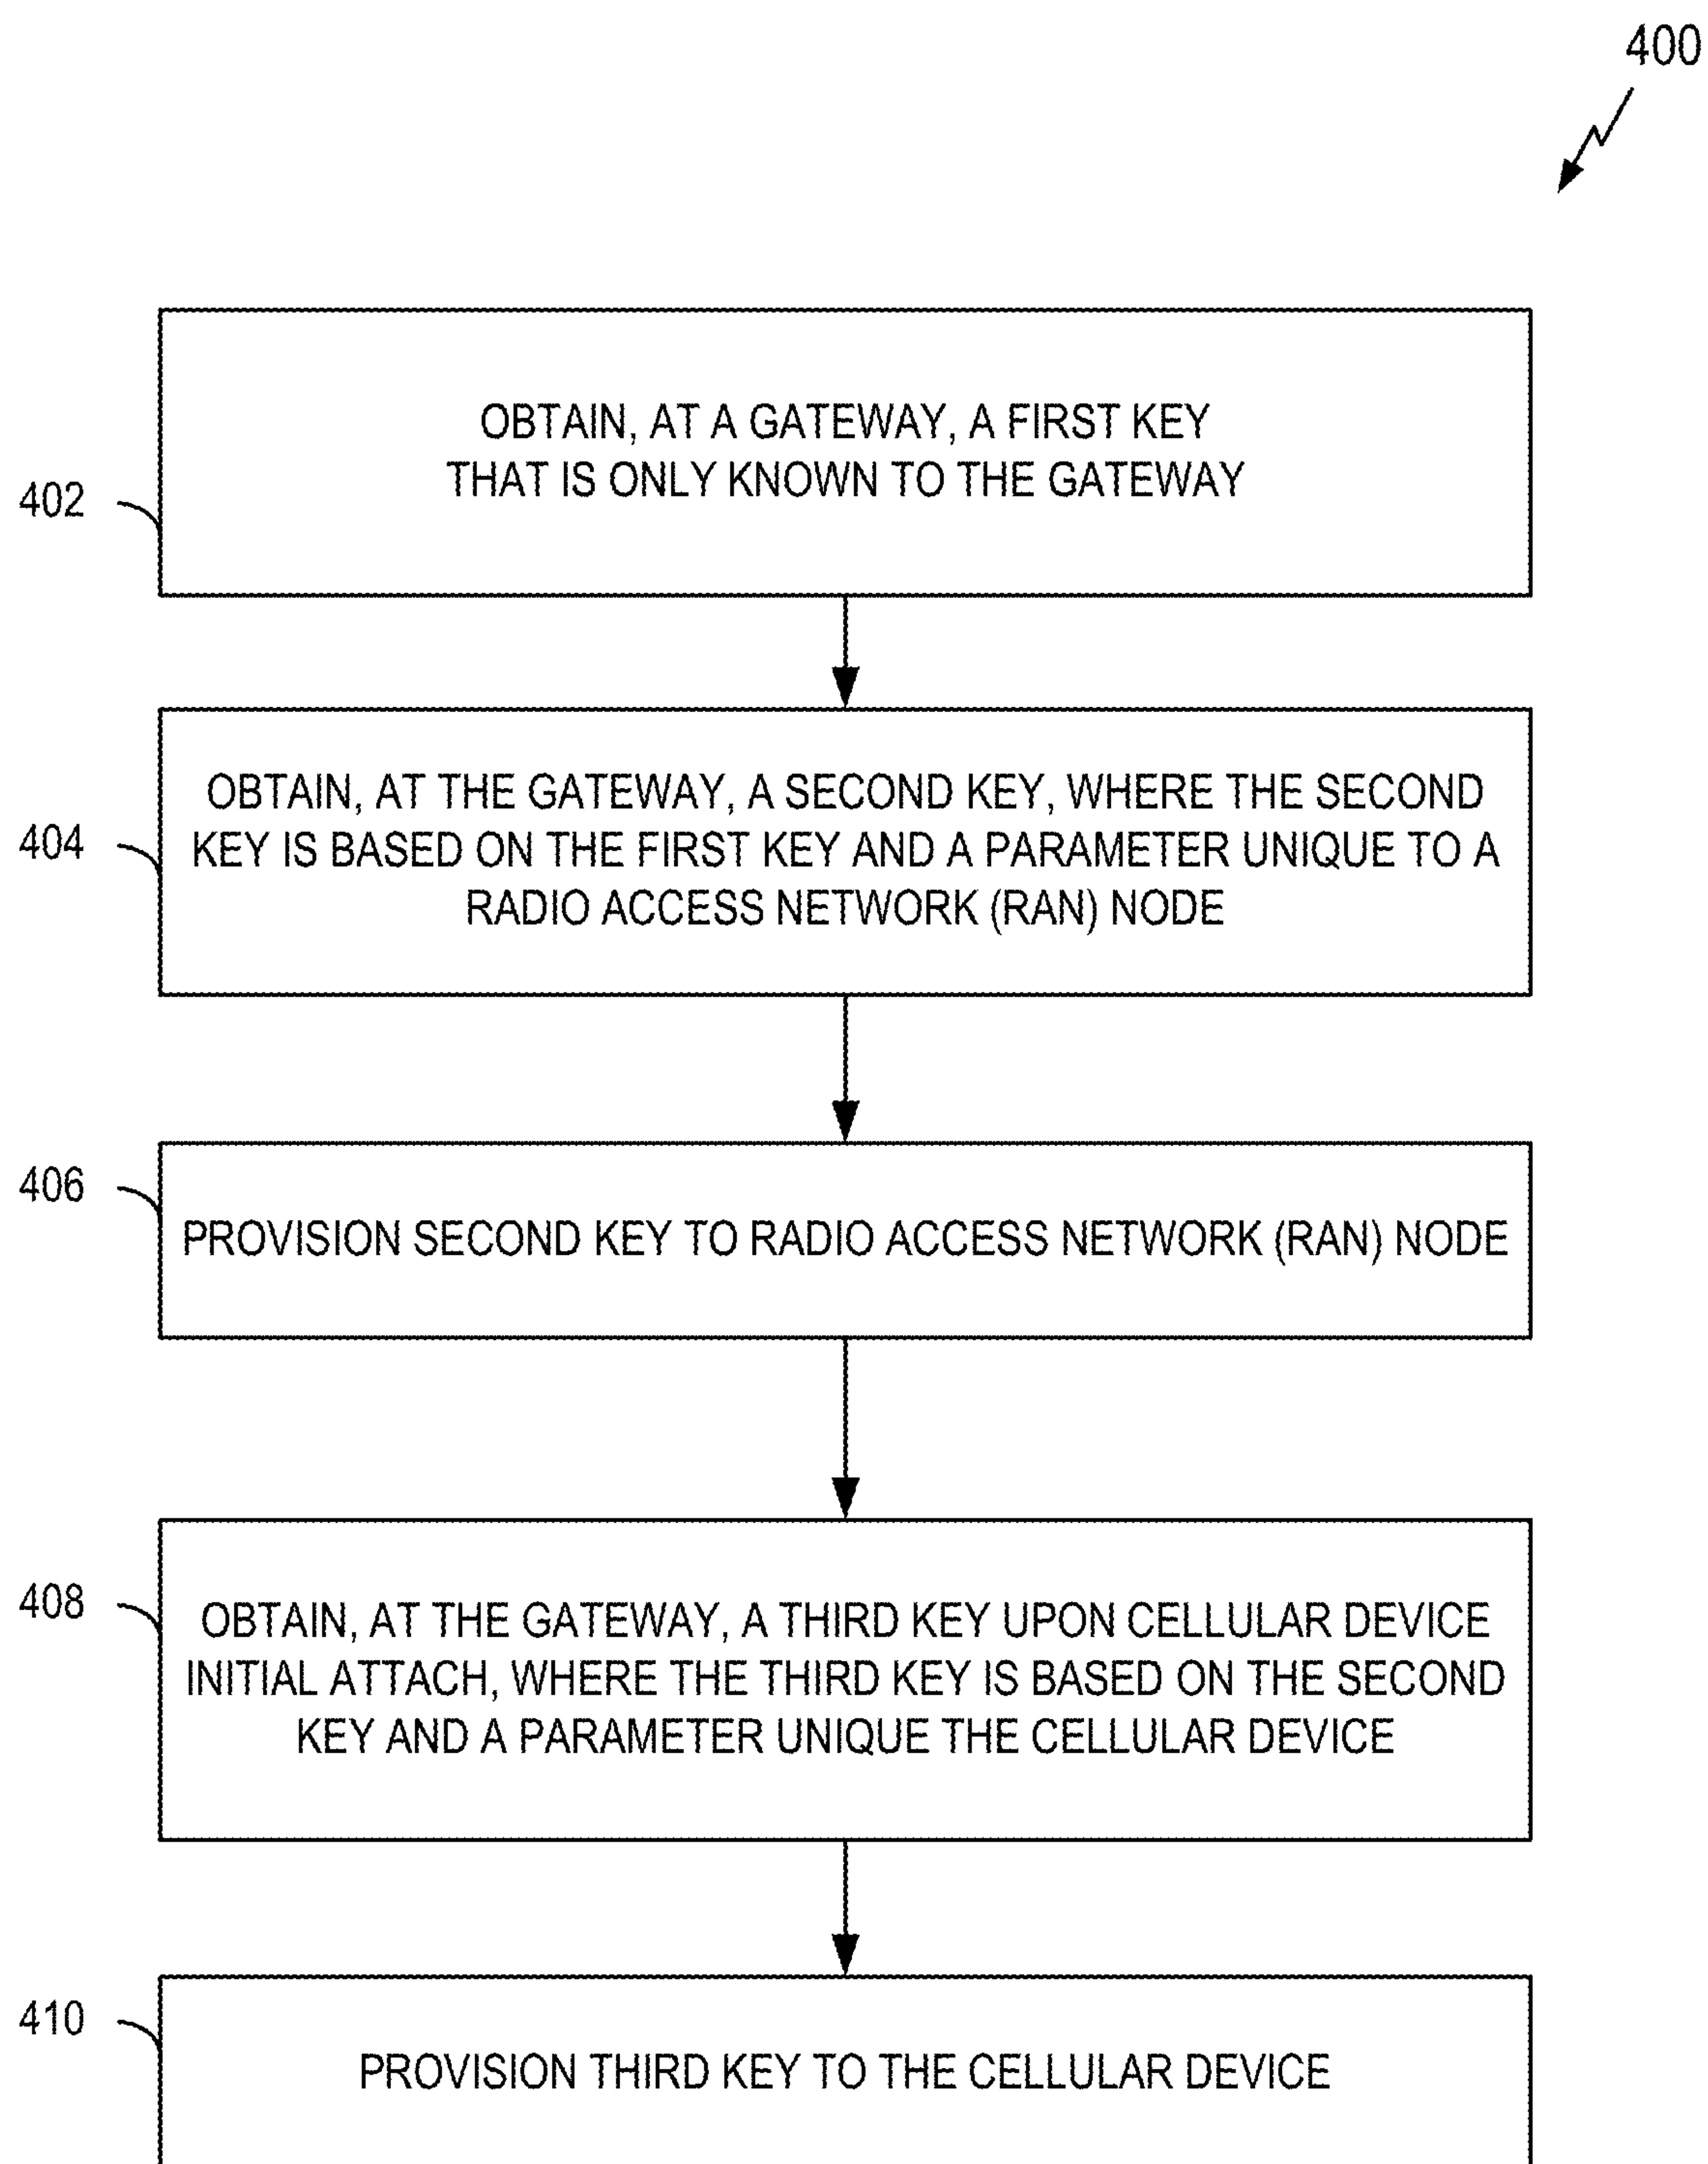 400
OBTAIN, AT A GATEWAY, A FIRST KEY
THAT IS ONLY KNOWN TO THE GATEWAY
402
OBTAIN, AT THE GATEWAY, A SECOND KEY, WHERE THE SECOND
KEY IS BASED ON THE FIRST KEY AND A PARAMETER UNIQUE TO A
RADIO ACCESS NETWORK (RAN) NODE
404
406
PROVISION SECOND KEY TO RADIO ACCESS NETWORK (RAN) NODE
408
OBTAIN, AT THE GATEWAY, A THIRD KEY UPON CELLULAR DEVICE
INITIAL ATTACH, WHERE THE THIRD KEY IS BASED ON THE SECOND
KEY AND A PARAMETER UNIQUE THE CELLULAR DEVICE
410
PROVISION THIRD KEY TO THE CELLULAR DEVICE